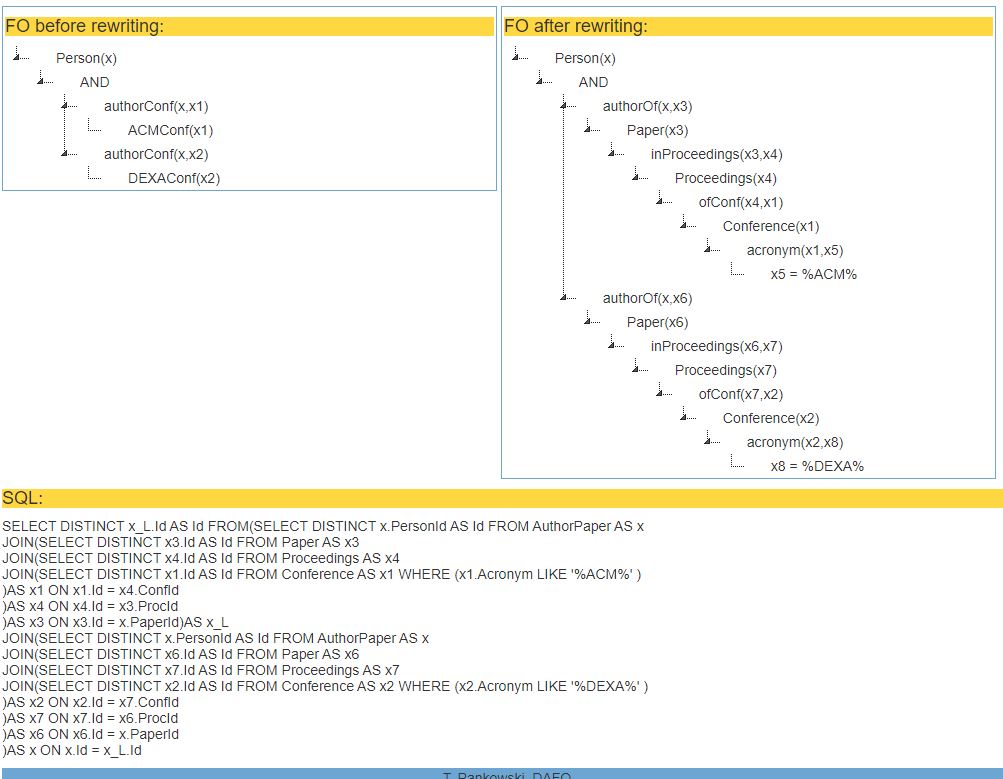 FO before rewriting:
Person(x)
AND
authorConf(x,x1)
ACMConf(x1)
authorConf(x,x2)
DEXAConf(x2)
FO after rewriting:
Person(x)
AND
authorOf(x,x3)
Paper(x3)
inProceedings(x3,x4)
Proceedings(x4)
ofConf(x4,x1)
Conference(x1)
acronym(x1,x5)
x5 = %ACM%
authorOf(x,x6)
Paper(x6)
inProceedings(x6,x7)
Proceedings(x7)
ofConf(x7,x2)
Conference(x2)
acronym(x2,x8)
x8 = %DEXA%
SQL:
SELECT DISTINCT x_L.Id AS Id FROM(SELECT DISTINCT x.PersonId AS Id FROM AuthorPaper AS x
JOIN(SELECT DISTINCT x3.Id AS Id FROM Paper AS x3
JOIN(SELECT DISTINCT x4.Id AS Id FROM Proceedings AS x4
JOIN(SELECT DISTINCT x1.Id AS Id FROM Conference AS x1 WHERE (x1.Acronym LIKE '%ACM%' )
)AS x1 ON x1.Id = x4.ConfId
)AS x4 ON x4.Id = x3.ProcId
)AS x3 ON x3.Id = x.PaperId)AS x_L
JOIN(SELECT DISTINCT x.PersonId AS Id FROM AuthorPaper AS x
JOIN(SELECT DISTINCT x6.Id AS Id FROM Paper AS x6
JOIN(SELECT DISTINCT x7.Id AS Id FROM Proceedings AS x7
JOIN(SELECT DISTINCT x2.Id AS Id FROM Conference AS x2 WHERE (x2.Acronym LIKE '%DEXA%' )
)AS x2 ON x2.Id = x7.ConfId
)AS x7 ON x7.Id = x6.ProcId
)AS x6 ON x6.Id = x.PaperId
)AS x ON x.Id = x_L.Id
T. Pankowski, DAFO